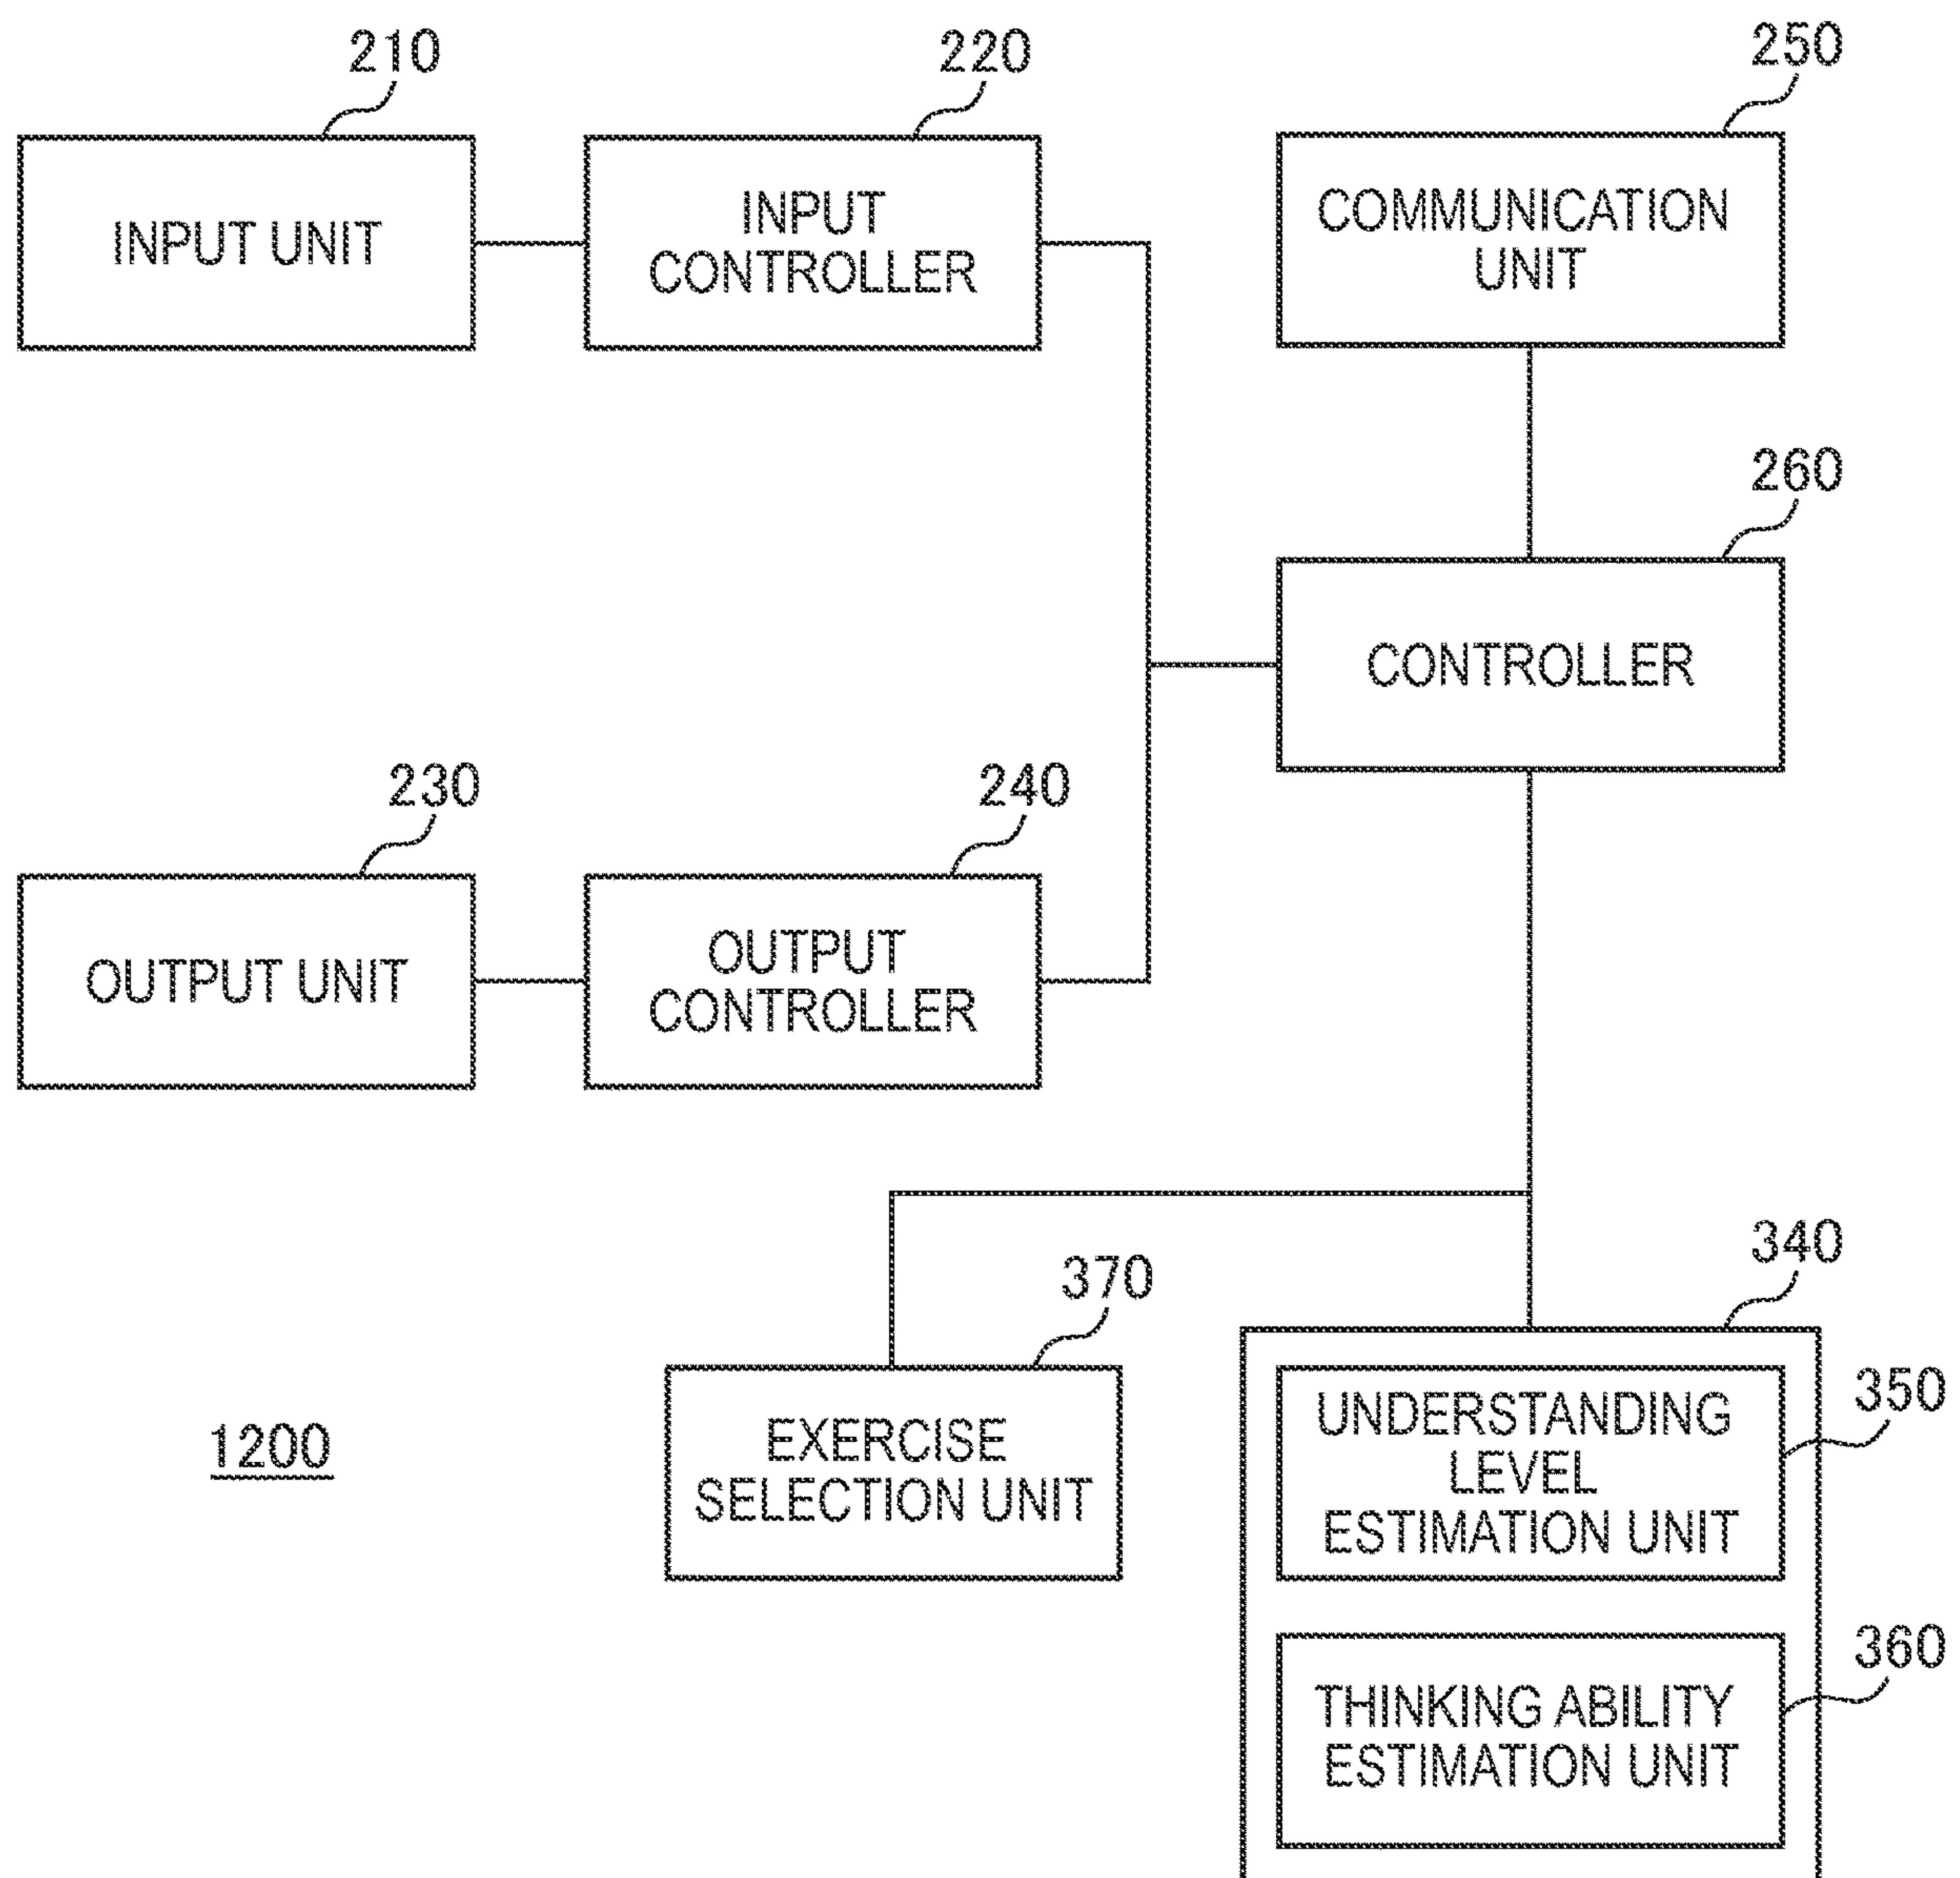 210
220
250
INPUT UNIT
INPUT
CONTROLLER
COMMUNICATION
UNIT
260
CONTROLLER
230
240
OUTPUT UNIT
OUTPUT
CONTROLLER
340
370
350
UNDERSTANDING
LEVEL
ESTIMATION UNIT
EXERCISE
SELECTION UNIT
1200
360
THINKING ABILITY
ESTIMATION UNIT